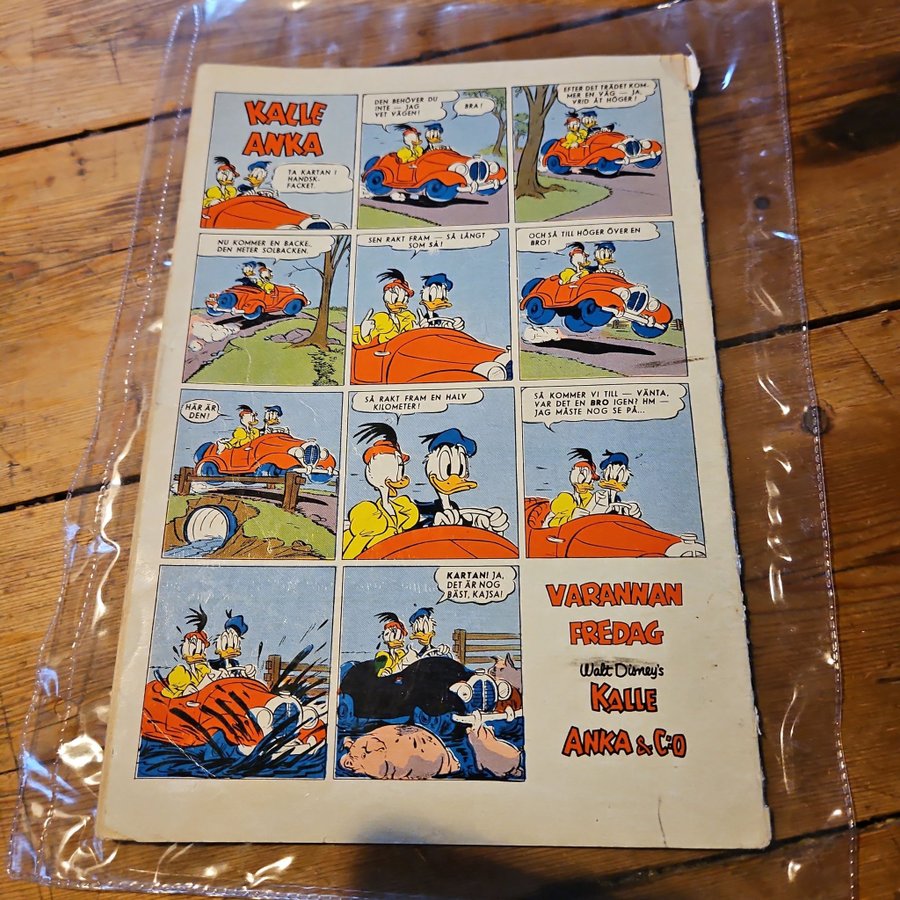 KALLE
ANKA
TA KARTAN I
HANDSK-
FACKET.
DEN BEHÖVER DU
INTE — JAG
VET VÄGEN!
BRA!
EFTER DET TRÄDET KOM-
MER EN VÄG — JA,
VRID ÅT HÖGER!
NU KOMMER EN BACKE.
DEN HETER SOLBACKEN.
SEN RAKT FRAM — SÅ LÅNGT
SOM SÅ!
OCH SÅ TILL HÖGER ÖVER EN
BRO!
HÄR ÄR
DEN!
SÅ RAKT FRAM EN HALV
KILOMETER!
SÅ KOMMER VI TILL — VÄNTA,
VAR DET EN BRO IGEN? HM —
JAG MÅSTE NOG SE PÅ...
KARTAN! JA,
DET ÄR NOG
BÄST, KAJSA!
VARANNAN
FREDAG
Walt Disney's
KALLE
ANKA & C:O